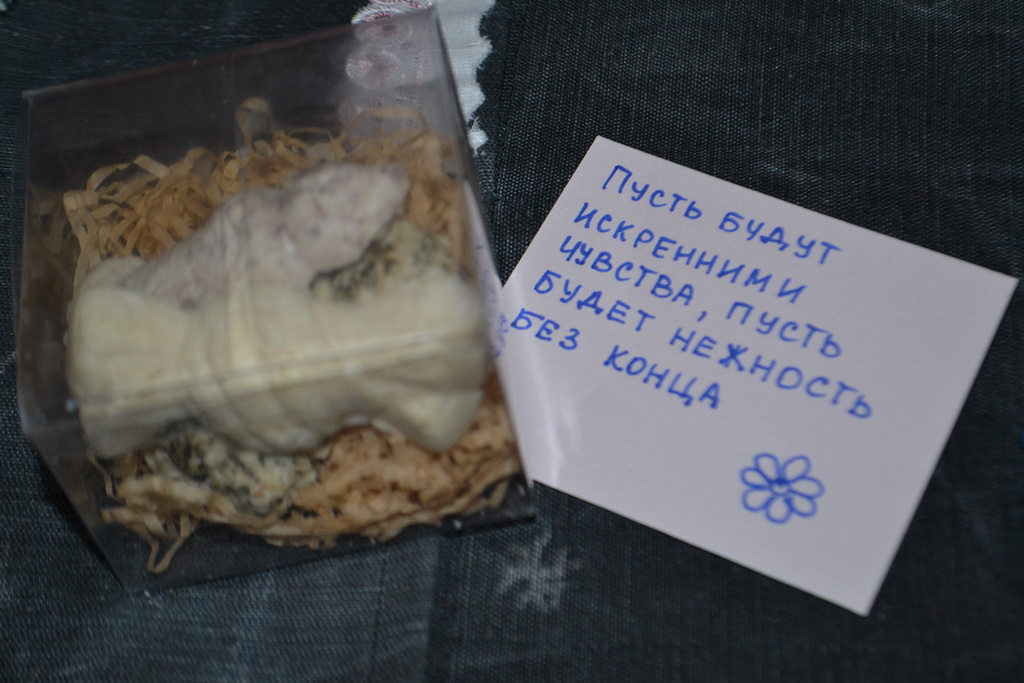 Пусть будут
искренними
чувства, пусть
будет нежность
без конца